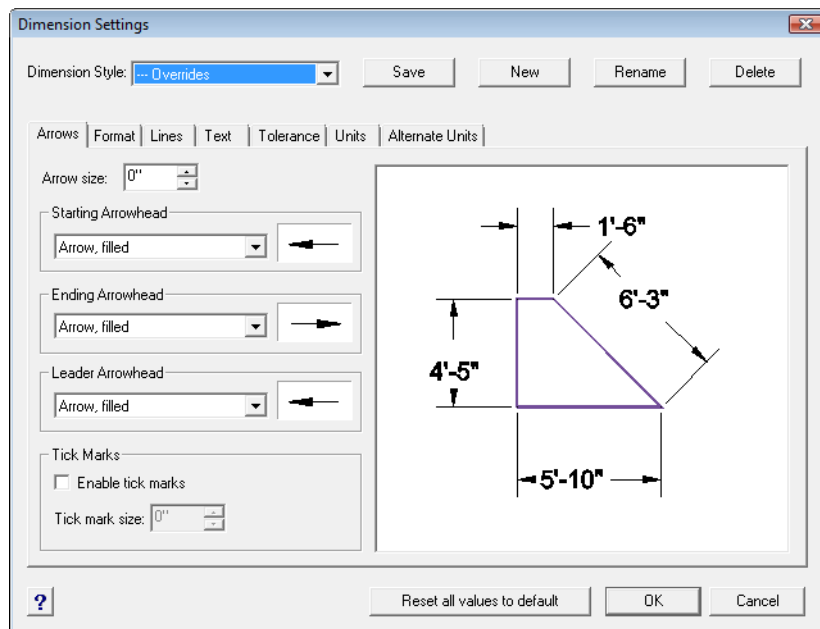 Dimension Settings
Dimension Style: --- Overrides Save New Rename Delete
Arrows Format Lines Text Tolerance Units Alternate Units
Arrow size: 0"
Starting Arrowhead
Arrow, filled
Ending Arrowhead
Arrow, filled
Leader Arrowhead
Arrow, filled
Tick Marks
Enable tick marks
Tick mark size: 0"
1'-6"
6'-3"
4'-5"
5'-10"
? Reset all values to default OK Cancel